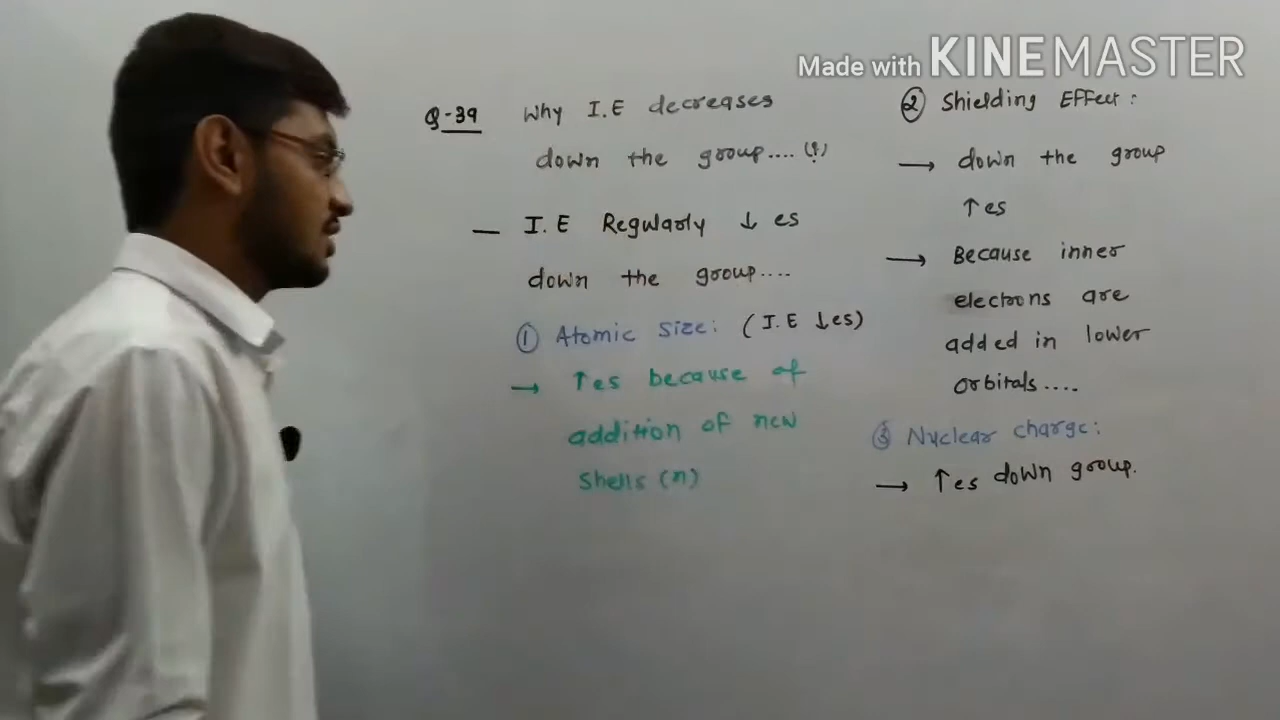 Made with KINEMASTER
Q-39 Why I.E decreases
down the group.... (?)
— I.E Regularly ↓ es
down the group....
① Atomic size: (I.E ↓es)
→ ↑es because of
addition of new
Shells (n)
② Shielding Effect:
→ down the group
↑es
→ Because inner
electrons are
added in lower
orbitals....
③ Nuclear charge:
→ ↑es down group.